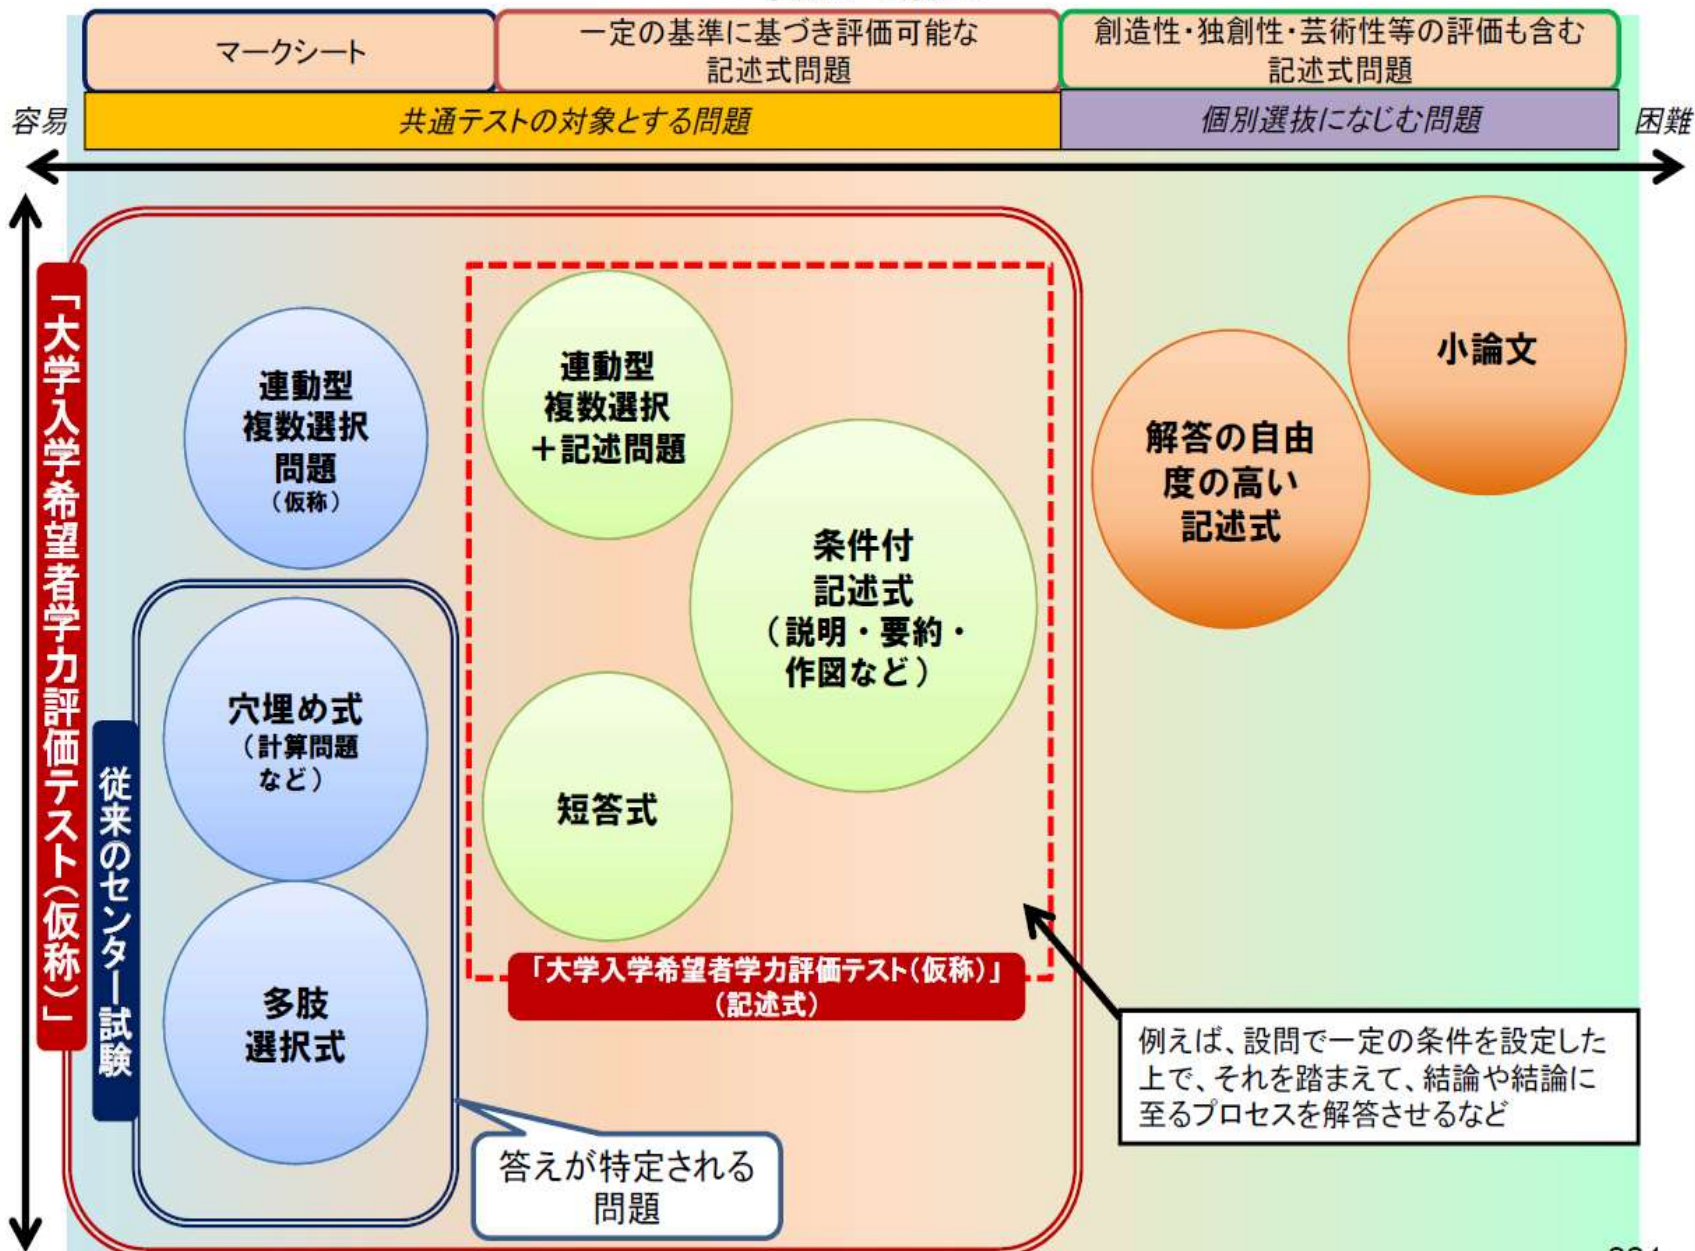 マークシート
一定の基準に基づき評価可能な
記述式問題
創造性・独創性・芸術性等の評価も含む
記述式問題
容易
共通テストの対象とする問題
個別選抜になじむ問題
困難
「大学入学希望者学力評価テスト(仮称)」
連動型
複数選択
問題
（仮称）
連動型
複数選択
＋記述問題
条件付
記述式
（説明・要約・
作図など）
解答の自由
度の高い
記述式
小論文
従来のセンター試験
穴埋め式
（計算問題
など）
短答式
多肢
選択式
「大学入学希望者学力評価テスト(仮称)」
(記述式)
例えば、設問で一定の条件を設定した
上で、それを踏まえて、結論や結論に
至るプロセスを解答させるなど
答えが特定される
問題